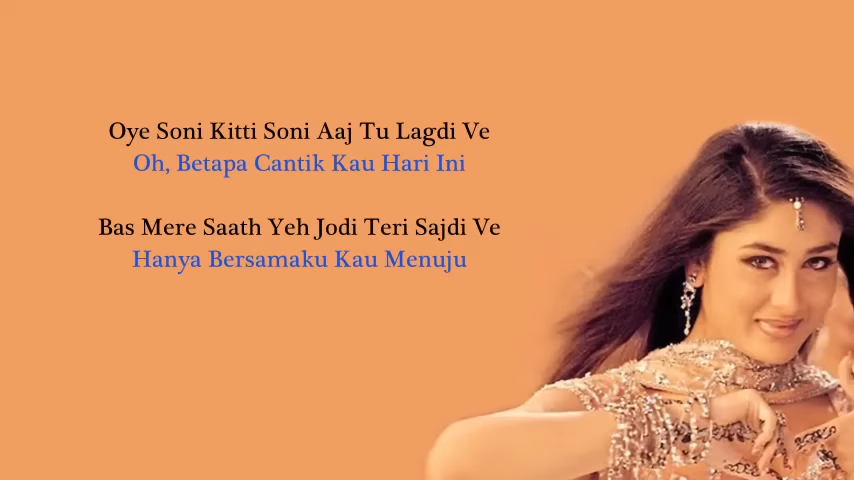 Oye Soni Kitti Soni Aaj Tu Lagdi Ve
Oh, Betapa Cantik Kau Hari Ini
Bas Mere Saath Yeh Jodi Teri Sajdi Ve
Hanya Bersamaku Kau Menuju